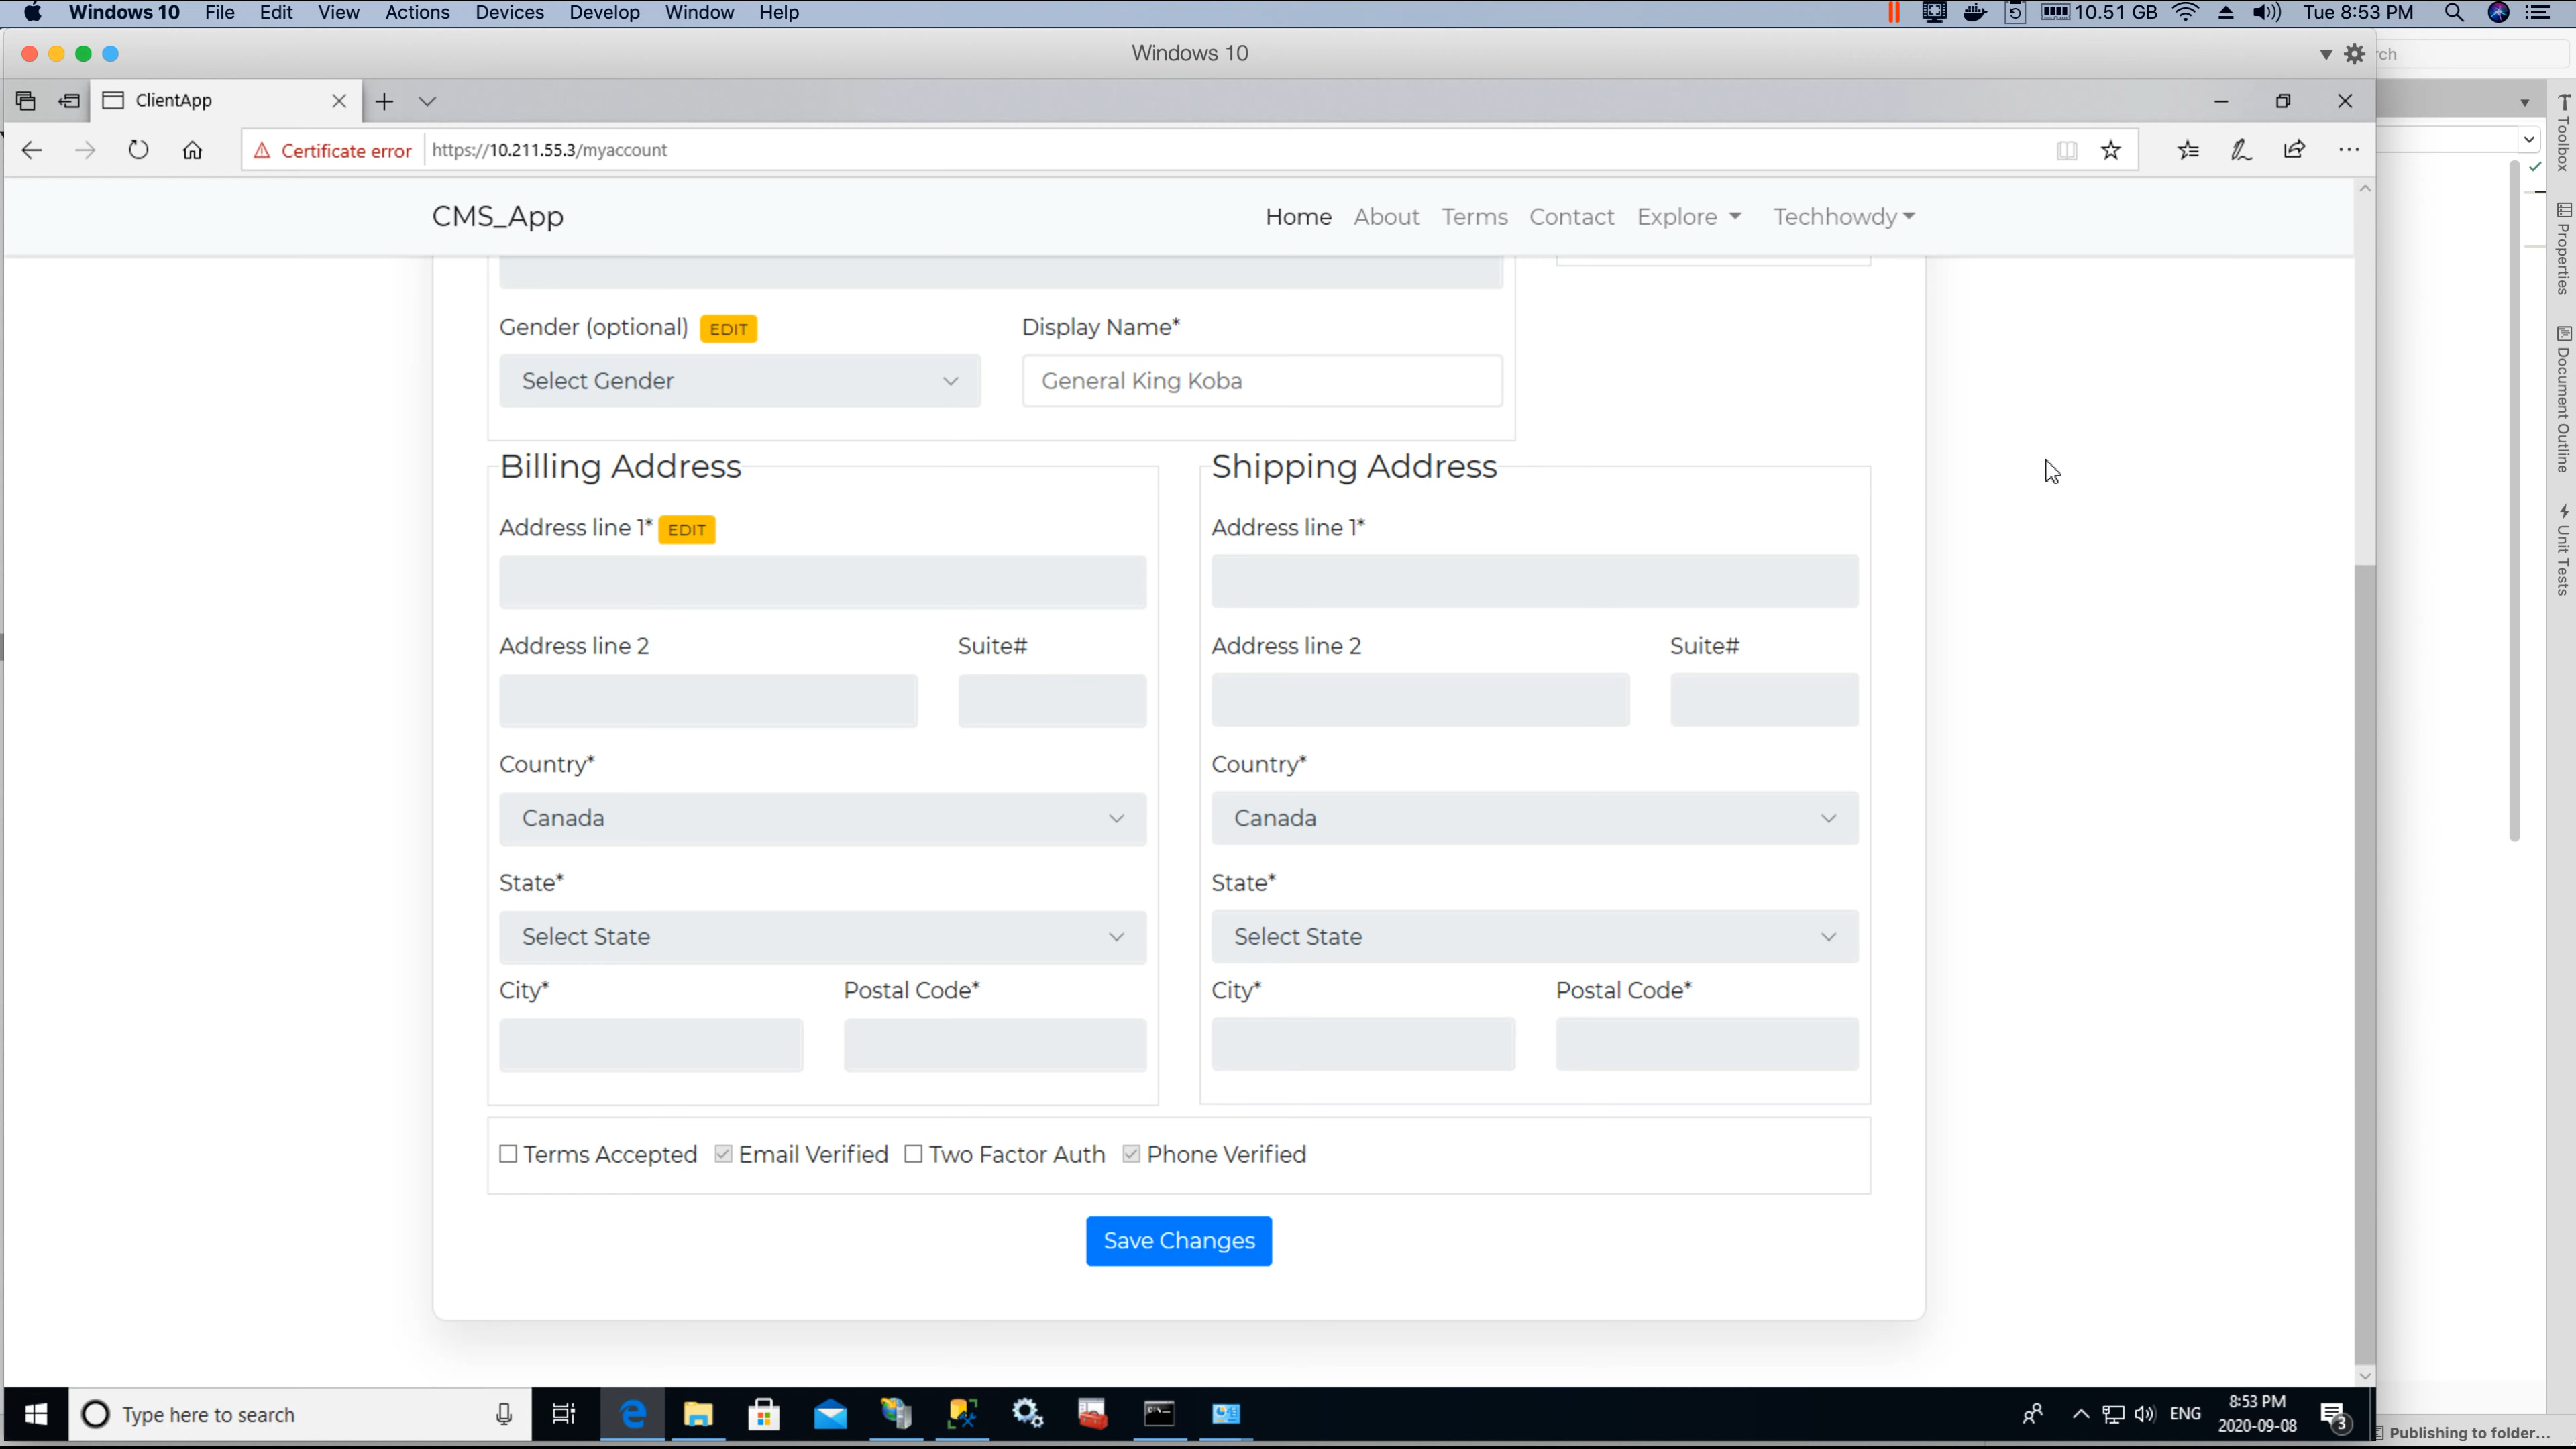 Windows 10 File Edit View Actions Devices Develop Window Help 10.51 GB Tue 8:53 PM
Windows 10
ClientApp
Certificate error https://10.211.55.3/myaccount
CMS_App Home About Terms Contact Explore Techhowdy
Gender (optional) EDIT Display Name*
Select Gender General King Koba
Billing Address Shipping Address
Address line 1* EDIT Address line 1*
Address line 2 Suite# Address line 2 Suite#
Country* Country*
Canada Canada
State* State*
Select State Select State
City* Postal Code* City* Postal Code*
Terms Accepted Email Verified Two Factor Auth Phone Verified
Save Changes
Type here to search ENG 8:53 PM
2020-09-08
3
Publishing to folder...
Toolbox
Properties
Document Outline
Unit Tests